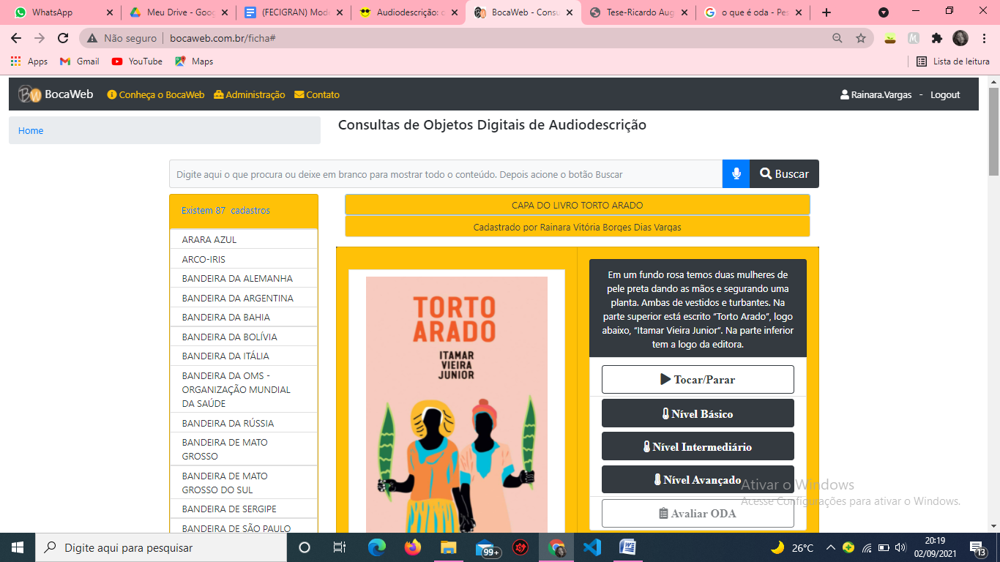 WhatsApp
Meu Drive - Goog
(FECIGRAN) Mode
Audiodescrição: c
BocaWeb - Consu
Tese-Ricardo Aug
o que é oda - Pes
Não seguro
bocaweb.com.br/ficha#
Apps
Gmail
YouTube
Maps
Lista de leitura
BocaWeb
Conheça o BocaWeb
Administração
Contato
Rainara.Vargas - Logout
Home
Consultas de Objetos Digitais de Audiodescrição
Digite aqui o que procura ou deixe em branco para mostrar todo o conteúdo. Depois acione o botão Buscar
Buscar
Existem 87 cadastros
ARARA AZUL
ARCO-IRIS
BANDEIRA DA ALEMANHA
BANDEIRA DA ARGENTINA
BANDEIRA DA BAHIA
BANDEIRA DA BOLÍVIA
BANDEIRA DA ITÁLIA
BANDEIRA DA OMS -
ORGANIZAÇÃO MUNDIAL
DA SAÚDE
BANDEIRA DA RÚSSIA
BANDEIRA DE MATO
GROSSO
BANDEIRA DE MATO
GROSSO DO SUL
BANDEIRA DE SERGIPE
BANDEIRA DE SÃO PAULO
CAPA DO LIVRO TORTO ARADO
Cadastrado por Rainara Vitória Borges Dias Vargas
TORTO
ARADO
ITAMAR
VIEIRA
JUNIOR
Em um fundo rosa temos duas mulheres de
pele preta dando as mãos e segurando uma
planta. Ambas de vestidos e turbantes. Na
parte superior está escrito “Torto Arado”, logo
abaixo, “Itamar Vieira Junior”. Na parte inferior
tem a logo da editora.
Tocar/Parar
Nível Básico
Nível Intermediário
Nível Avançado
Avaliar ODA
Ativar o Windows
Acesse Configurações para ativar o Windows.
Digite aqui para pesquisar
99+
26°C
20:19
02/09/2021
13